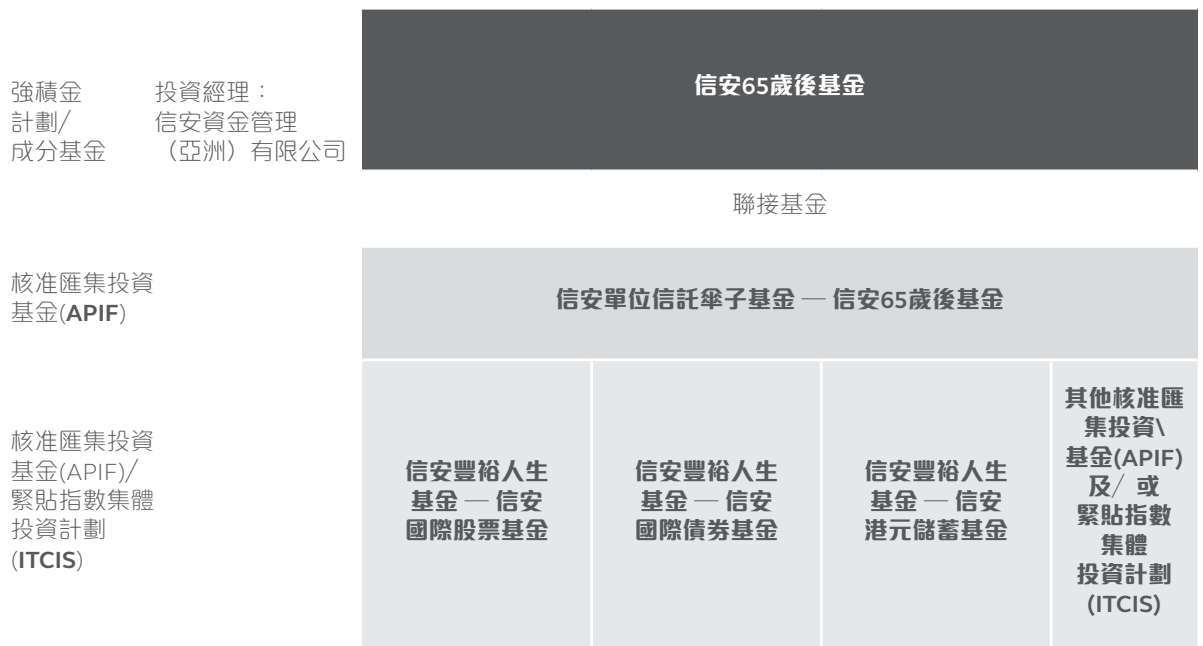 強積金
計劃/
成分基金
投資經理：
信安資金管理
（亞洲）有限公司
信安65歲後基金
聯接基金
核准匯集投資
基金(APIF)
信安單位信託傘子基金 — 信安65歲後基金
核准匯集投資
基金(APIF)/
緊貼指數集體
投資計劃
(ITCIS)
信安豐裕人生
基金 — 信安
國際股票基金
信安豐裕人生
基金 — 信安
國際債券基金
信安豐裕人生
基金 — 信安
港元儲蓄基金
其他核准匯
集投資\
基金(APIF)
及/ 或
緊貼指數
集體
投資計劃
(ITCIS)